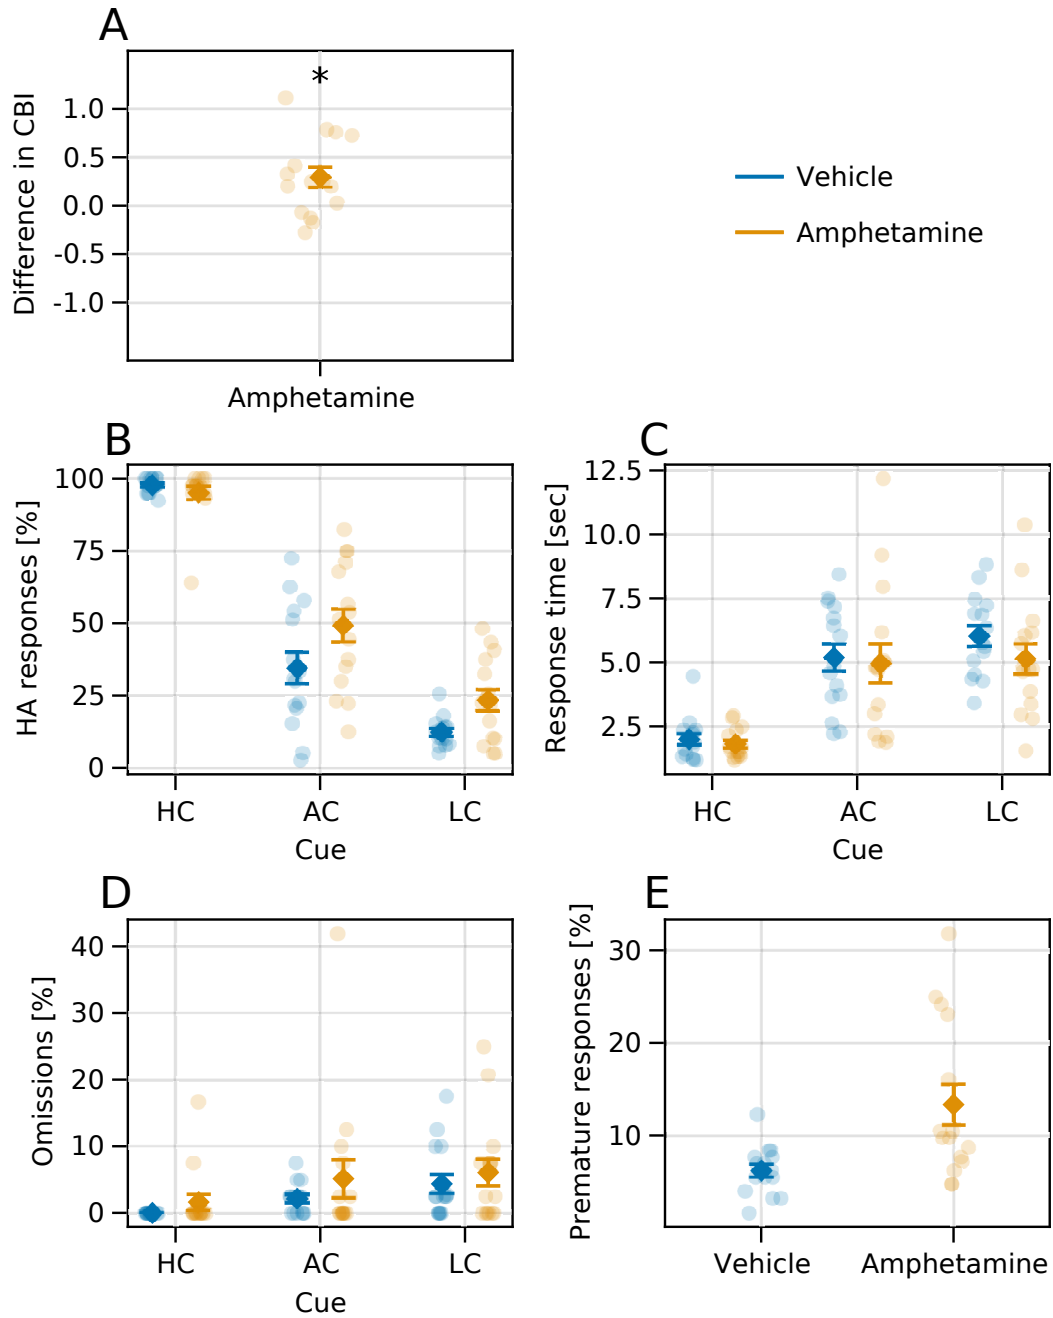 A
*
Difference in CBI
1.0
0.5
0.0
-0.5
-1.0
Amphetamine
Vehicle
Amphetamine
B
HA responses [%]
100
75
50
25
0
HC AC LC
Cue
C
Response time [sec]
12.5
10.0
7.5
5.0
2.5
HC AC LC
Cue
D
Omissions [%]
40
30
20
10
0
HC AC LC
Cue
E
Premature responses [%]
30
20
10
Vehicle Amphetamine